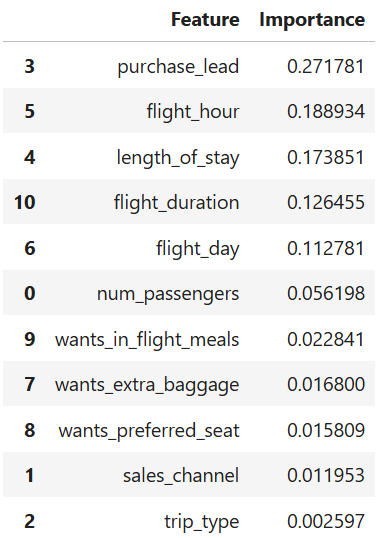 Feature Importance
3 purchase_lead 0.271781
5 flight_hour 0.188934
4 length_of_stay 0.173851
10 flight_duration 0.126455
6 flight_day 0.112781
0 num_passengers 0.056198
9 wants_in_flight_meals 0.022841
7 wants_extra_baggage 0.016800
8 wants_preferred_seat 0.015809
1 sales_channel 0.011953
2 trip_type 0.002597